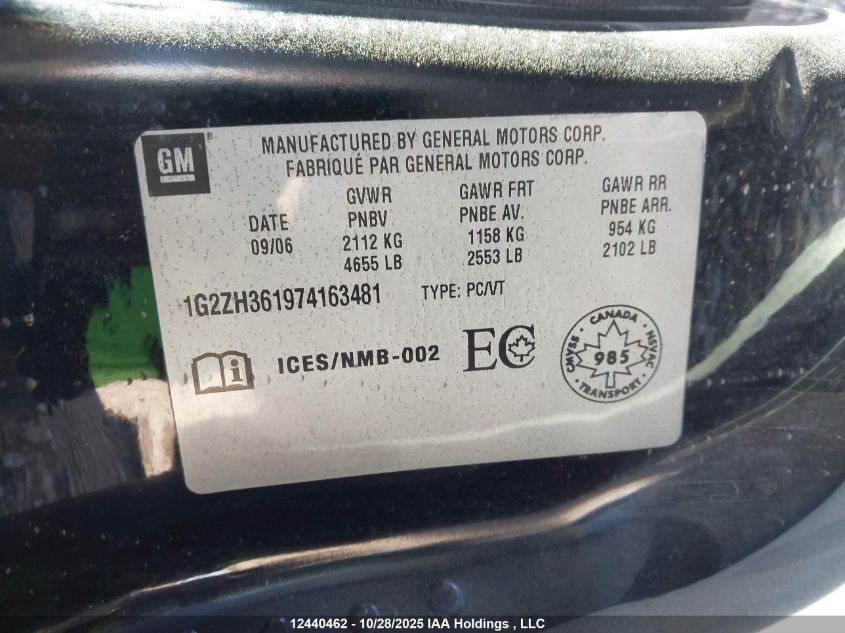 GM ®
MANUFACTURED BY GENERAL MOTORS CORP.
FABRIQUÉ PAR GENERAL MOTORS CORP.
GVWR GAWR FRT GAWR RR
DATE PNBV PNBE AV. PNBE ARR.
09/06 2112 KG 1158 KG 954 KG
4655 LB 2553 LB 2102 LB
1G2ZH361974163481 TYPE: PC/VT
i ICES/NMB-002 EC
CANADA
CMVSS 985 NSVAC
TRANSPORT
12440462 - 10/28/2025 IAA Holdings , LLC